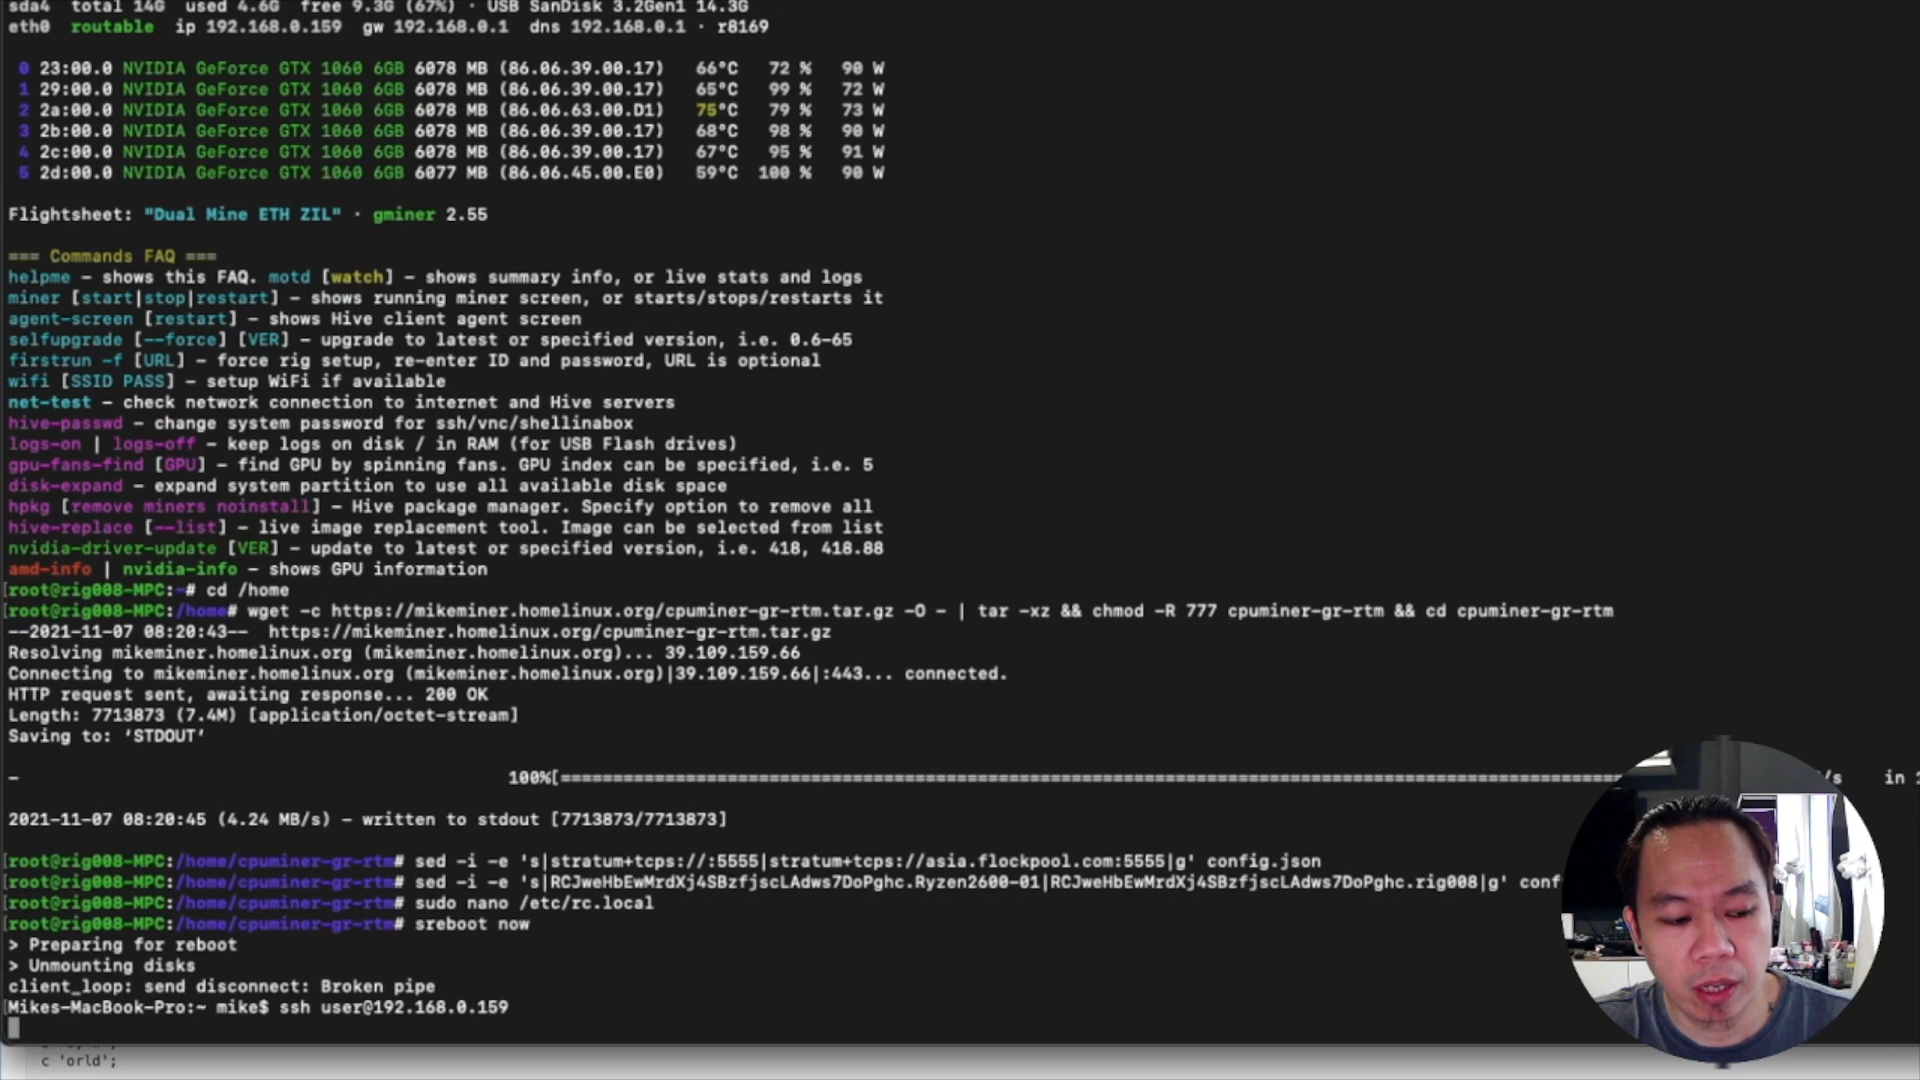 sda4 total 14G used 4.6G free 9.3G (67%) · USB SanDisk 3.2Gen1 14.3G
eth0 routable ip 192.168.0.159 gw 192.168.0.1 dns 192.168.0.1 · r8169
0 23:00.0 NVIDIA GeForce GTX 1060 6GB 6078 MB (86.06.39.00.17) 66°C 72 % 90 W
1 29:00.0 NVIDIA GeForce GTX 1060 6GB 6078 MB (86.06.39.00.17) 65°C 99 % 72 W
2 2a:00.0 NVIDIA GeForce GTX 1060 6GB 6078 MB (86.06.63.00.D1) 75°C 79 % 73 W
3 2b:00.0 NVIDIA GeForce GTX 1060 6GB 6078 MB (86.06.39.00.17) 68°C 98 % 90 W
4 2c:00.0 NVIDIA GeForce GTX 1060 6GB 6078 MB (86.06.39.00.17) 67°C 95 % 91 W
5 2d:00.0 NVIDIA GeForce GTX 1060 6GB 6077 MB (86.06.45.00.E0) 59°C 100 % 90 W
Flightsheet: "Dual Mine ETH ZIL" · gminer 2.55
=== Commands FAQ ===
helpme – shows this FAQ. motd [watch] – shows summary info, or live stats and logs
miner [start|stop|restart] – shows running miner screen, or starts/stops/restarts it
agent-screen [restart] – shows Hive client agent screen
selfupgrade [--force] [VER] – upgrade to latest or specified version, i.e. 0.6-65
firstrun -f [URL] – force rig setup, re-enter ID and password, URL is optional
wifi [SSID PASS] – setup WiFi if available
net-test – check network connection to internet and Hive servers
hive-passwd – change system password for ssh/vnc/shellinabox
logs-on | logs-off – keep logs on disk / in RAM (for USB Flash drives)
gpu-fans-find [GPU] – find GPU by spinning fans. GPU index can be specified, i.e. 5
disk-expand – expand system partition to use all available disk space
hpkg [remove miners noinstall] – Hive package manager. Specify option to remove all
hive-replace [--list] – live image replacement tool. Image can be selected from list
nvidia-driver-update [VER] – update to latest or specified version, i.e. 418, 418.88
amd-info | nvidia-info – shows GPU information
[root@rig008-MPC:~# cd /home
[root@rig008-MPC:/home# wget -c https://mikeminer.homelinux.org/cpuminer-gr-rtm.tar.gz -O - | tar -xz && chmod -R 777 cpuminer-gr-rtm && cd cpuminer-gr-rtm
--2021-11-07 08:20:43-- https://mikeminer.homelinux.org/cpuminer-gr-rtm.tar.gz
Resolving mikeminer.homelinux.org (mikeminer.homelinux.org)... 39.109.159.66
Connecting to mikeminer.homelinux.org (mikeminer.homelinux.org)|39.109.159.66|:443... connected.
HTTP request sent, awaiting response... 200 OK
Length: 7713873 (7.4M) [application/octet-stream]
Saving to: ‘STDOUT’
- 100%[===================================================================================================== /s in 1
2021-11-07 08:20:45 (4.24 MB/s) – written to stdout [7713873/7713873]
[root@rig008-MPC:/home/cpuminer-gr-rtm# sed -i -e 's|stratum+tcps://:5555|stratum+tcps://asia.flockpool.com:5555|g' config.json
[root@rig008-MPC:/home/cpuminer-gr-rtm# sed -i -e 's|RCJweHbEwMrdXj4SBzfjscLAdws7DoPghc.Ryzen2600-01|RCJweHbEwMrdXj4SBzfjscLAdws7DoPghc.rig008|g' conf
[root@rig008-MPC:/home/cpuminer-gr-rtm# sudo nano /etc/rc.local
[root@rig008-MPC:/home/cpuminer-gr-rtm# sreboot now
> Preparing for reboot
> Unmounting disks
client_loop: send disconnect: Broken pipe
[Mikes-MacBook-Pro:~ mike$ ssh user@192.168.0.159
c 'orld';